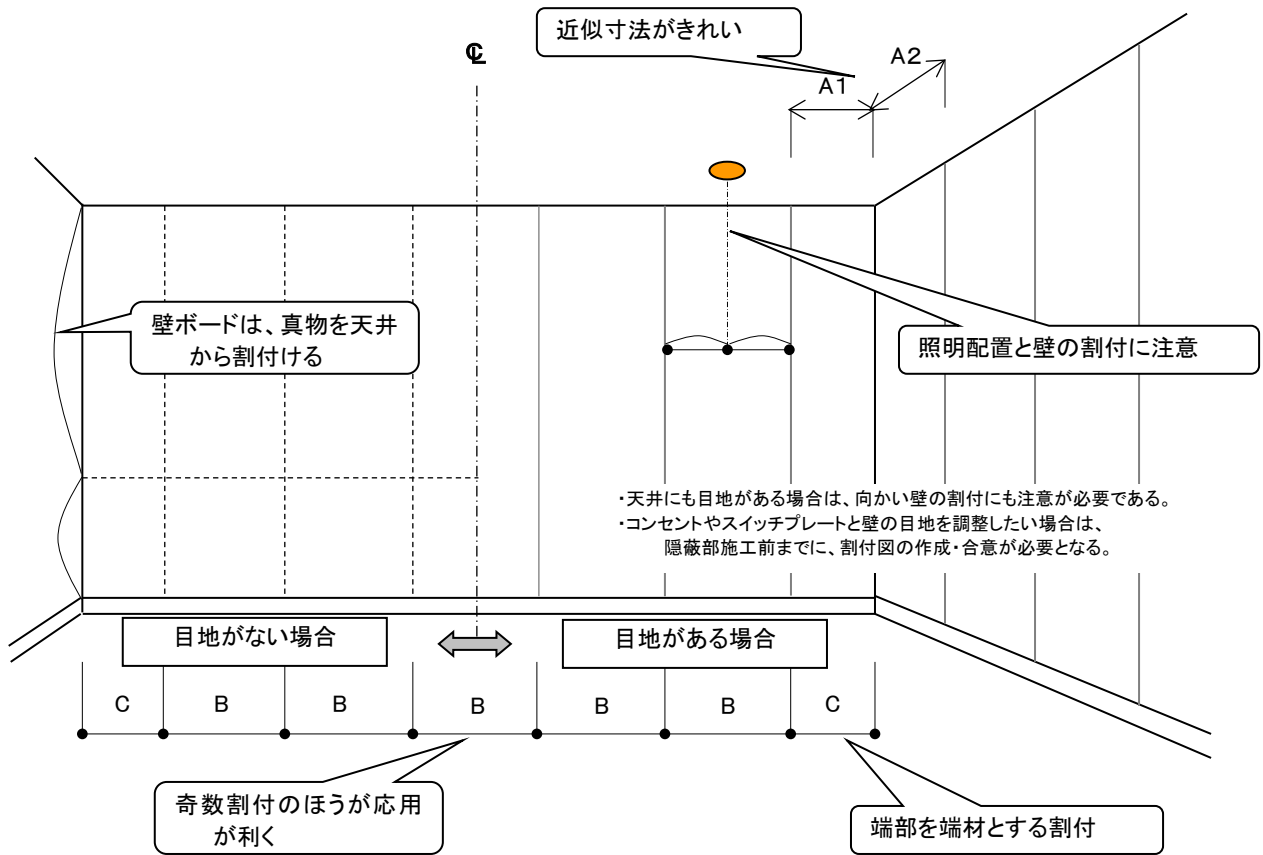 近似寸法がきれい
℄
A2
A1
壁ボードは、真物を天井
から割付ける
照明配置と壁の割付に注意
・天井にも目地がある場合は、向かい壁の割付にも注意が必要である。
・コンセントやスイッチプレートと壁の目地を調整したい場合は、
隠蔽部施工前までに、割付図の作成・合意が必要となる。
目地がない場合
目地がある場合
C B B B B B C
奇数割付のほうが応用
が利く
端部を端材とする割付